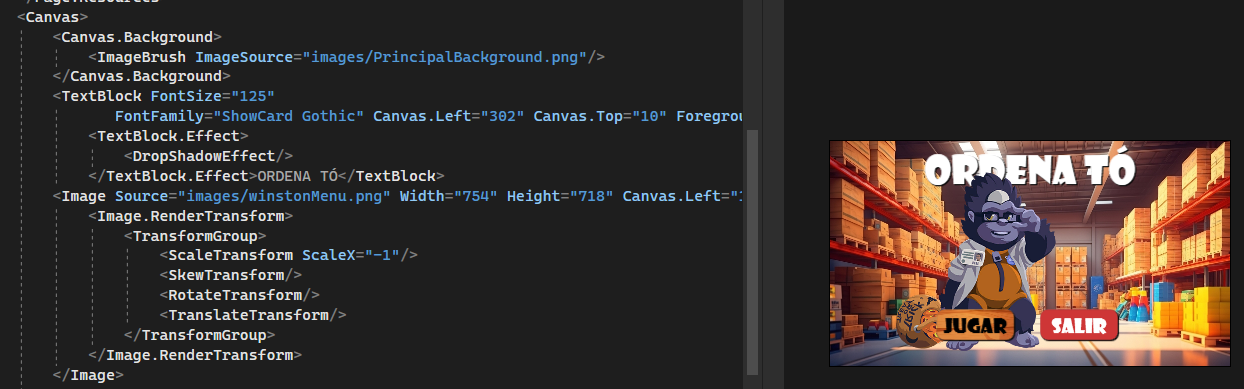 </Page.Resources>
<Canvas>
<Canvas.Background>
<ImageBrush ImageSource="images/PrincipalBackground.png"/>
</Canvas.Background>
<TextBlock FontSize="125"
FontFamily="ShowCard Gothic" Canvas.Left="302" Canvas.Top="10" Foregrou
<TextBlock.Effect>
<DropShadowEffect/>
</TextBlock.Effect>ORDENA TÓ</TextBlock>
<Image Source="images/winstonMenu.png" Width="754" Height="718" Canvas.Left="1
<Image.RenderTransform>
<TransformGroup>
<ScaleTransform ScaleX="-1"/>
<SkewTransform/>
<RotateTransform/>
<TranslateTransform/>
</TransformGroup>
</Image.RenderTransform>
</Image>
ORDENA TÓ
JUGAR
SALIR